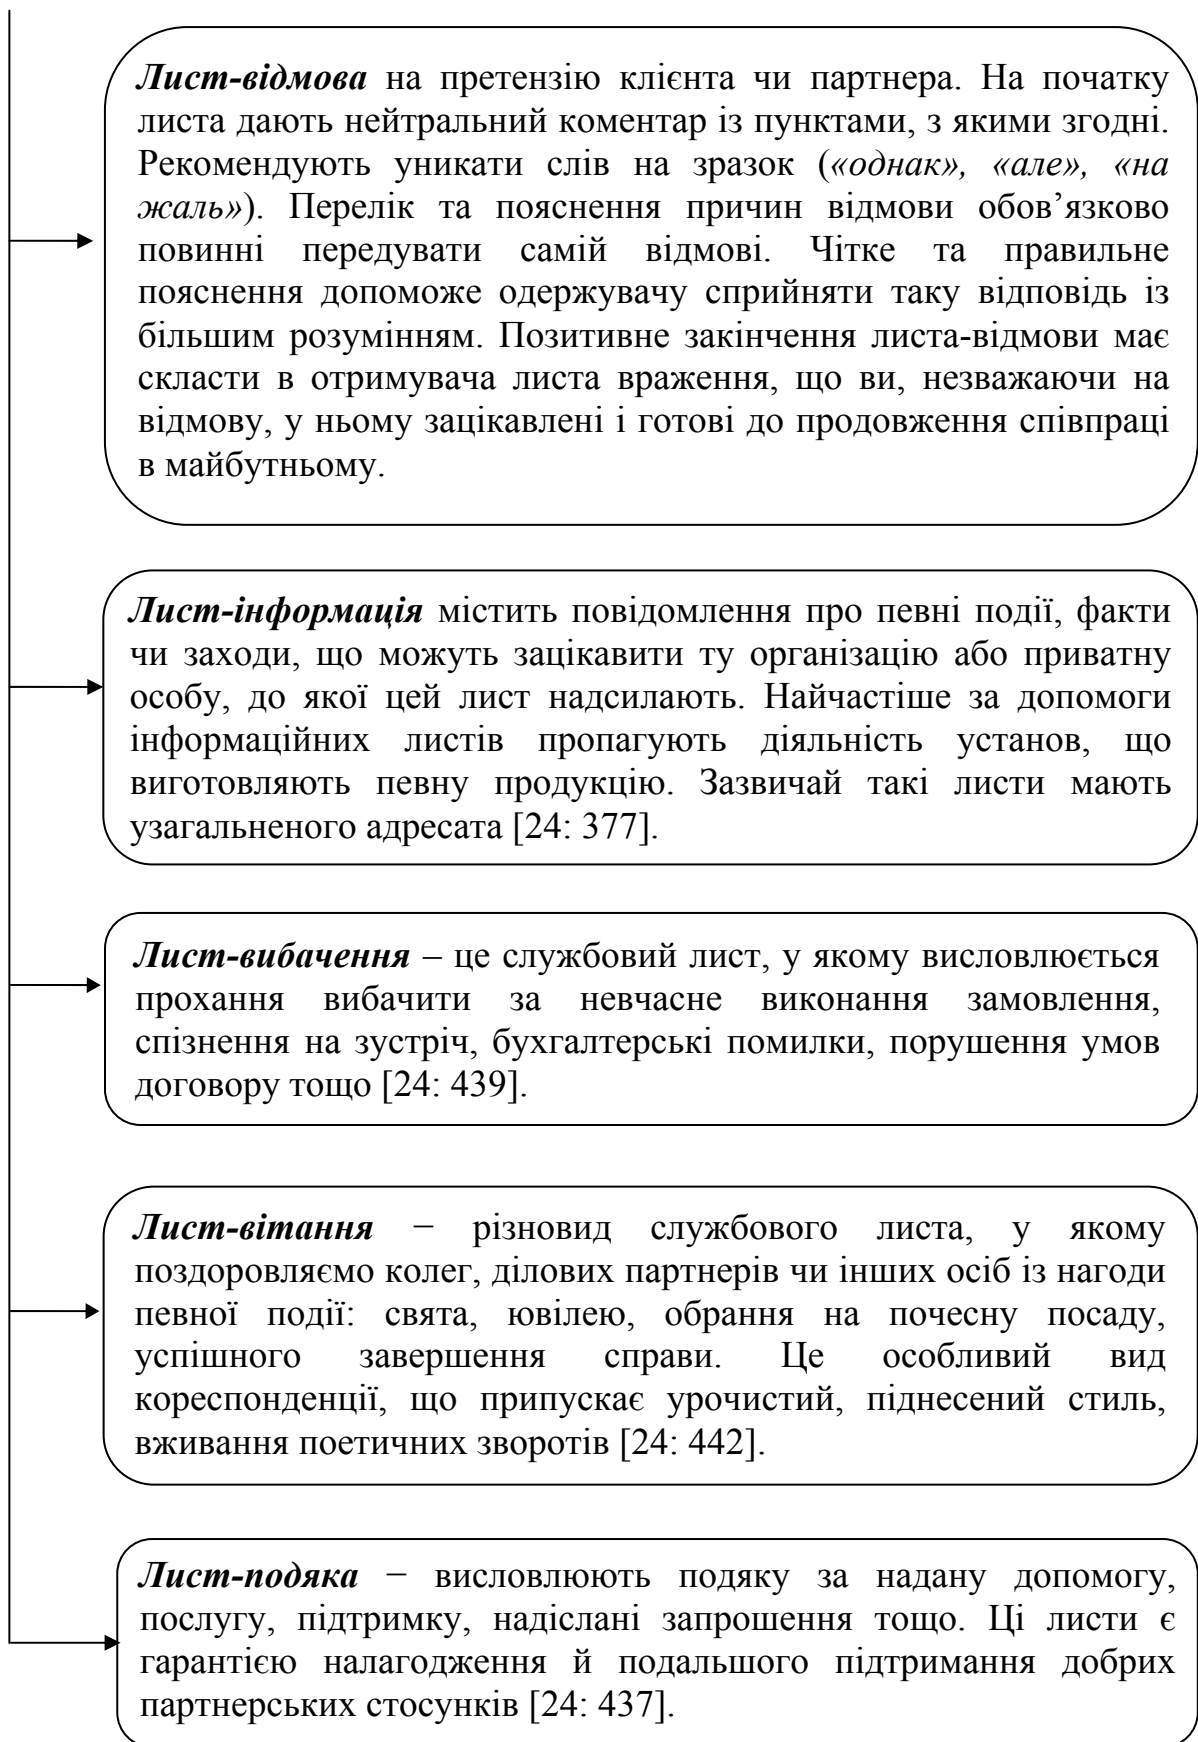 Лист-відмова на претензію клієнта чи партнера. На початку
листа дають нейтральний коментар із пунктами, з якими згодні.
Рекомендують уникати слів на зразок («однак», «але», «на
жаль»). Перелік та пояснення причин відмови обов’язково
повинні передувати самій відмові. Чітке та правильне
пояснення допоможе одержувачу сприйняти таку відповідь із
більшим розумінням. Позитивне закінчення листа-відмови має
скласти в отримувача листа враження, що ви, незважаючи на
відмову, у ньому зацікавлені і готові до продовження співпраці
в майбутньому.
Лист-інформація містить повідомлення про певні події, факти
чи заходи, що можуть зацікавити ту організацію або приватну
особу, до якої цей лист надсилають. Найчастіше за допомоги
інформаційних листів пропагують діяльність установ, що
виготовляють певну продукцію. Зазвичай такі листи мають
узагальненого адресата [24: 377].
Лист-вибачення – це службовий лист, у якому висловлюється
прохання вибачити за невчасне виконання замовлення,
спізнення на зустріч, бухгалтерські помилки, порушення умов
договору тощо [24: 439].
Лист-вітання − різновид службового листа, у якому
поздоровляємо колег, ділових партнерів чи інших осіб із нагоди
певної події: свята, ювілею, обрання на почесну посаду,
успішного завершення справи. Це особливий вид
кореспонденції, що припускає урочистий, піднесений стиль,
вживання поетичних зворотів [24: 442].
Лист-подяка − висловлюють подяку за надану допомогу,
послугу, підтримку, надіслані запрошення тощо. Ці листи є
гарантією налагодження й подальшого підтримання добрих
партнерських стосунків [24: 437].